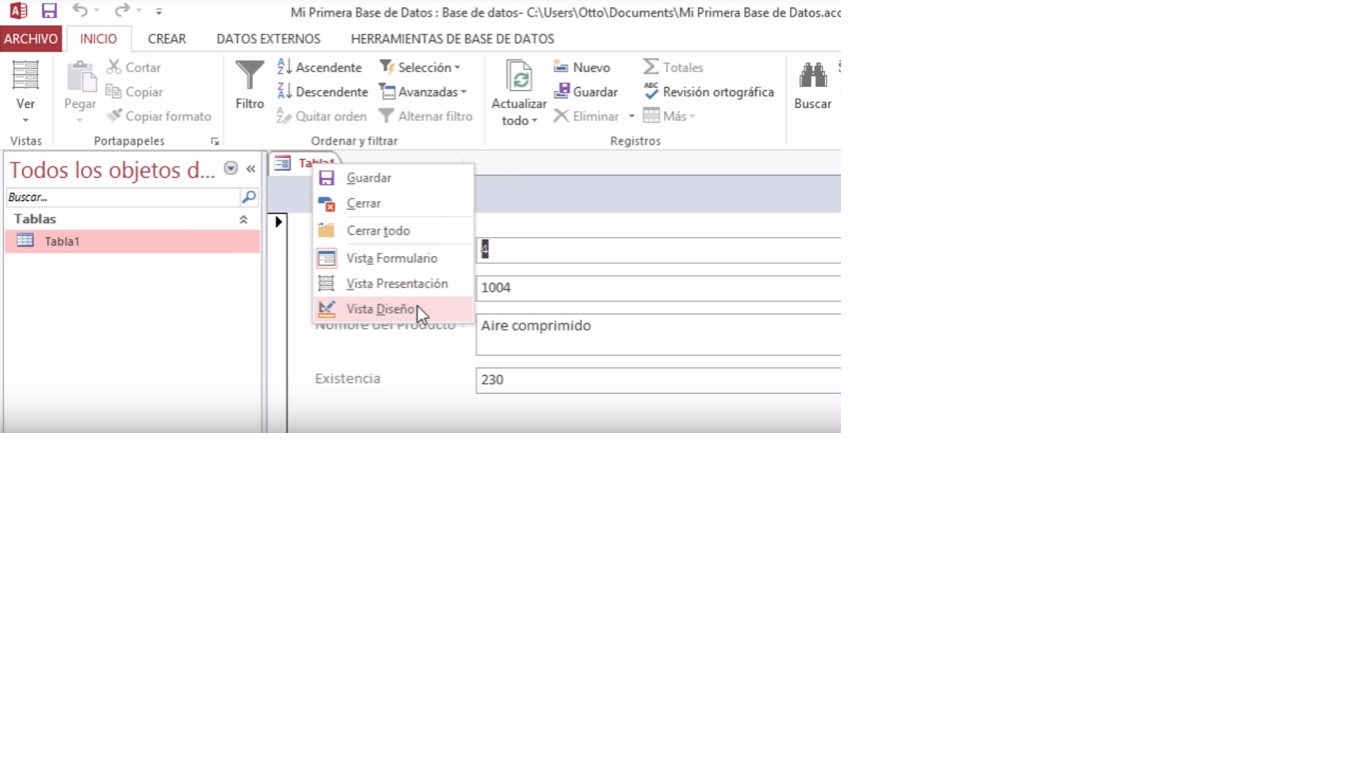 Mi Primera Base de Datos : Base de datos- C:\Users\Otto\Documents\Mi Primera Base de Datos.acc
ARCHIVO INICIO CREAR DATOS EXTERNOS HERRAMIENTAS DE BASE DE DATOS
Cortar Ascendente Selección Nuevo Totales
Copiar Descendente Avanzadas Guardar Revisión ortográfica
Ver Pegar Filtro Actualizar Buscar
Copiar formato Quitar orden Alternar filtro todo Eliminar Más
Vistas Portapapeles Ordenar y filtrar Registros
Todos los objetos d... Tabla1
Guardar
Buscar...
Cerrar
Tablas
Cerrar todo
Tabla1
4
Vista Formulario
Vista Presentación 1004
Vista Diseño
Nombre del Producto Aire comprimido
Existencia 230